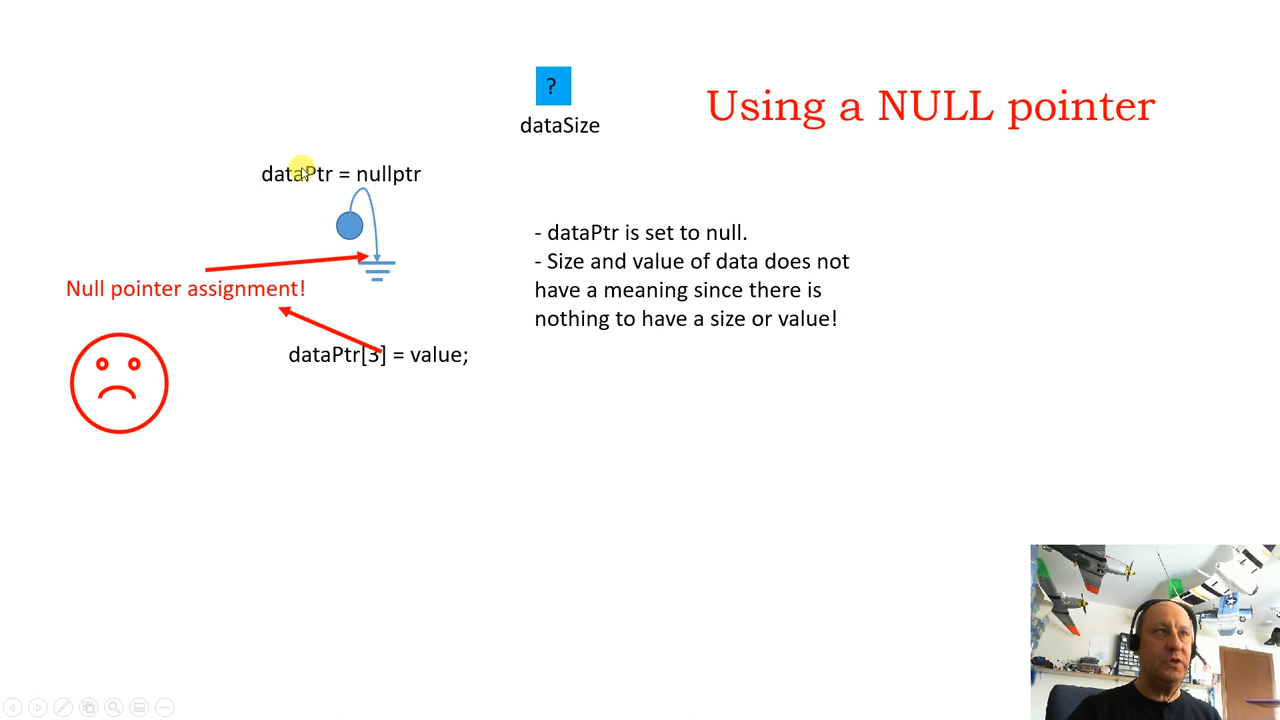 ?
dataSize
Using a NULL pointer
dataPtr = nullptr
- dataPtr is set to null.
- Size and value of data does not
have a meaning since there is
nothing to have a size or value!
Null pointer assignment!
dataPtr[3] = value;